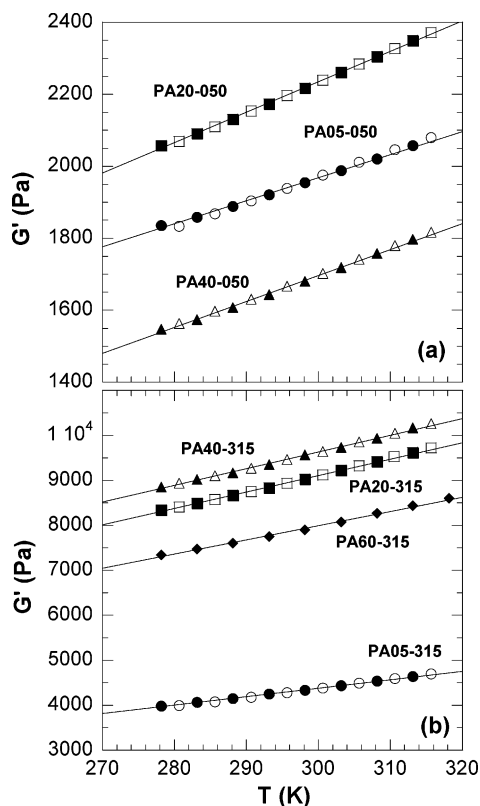 2400
2200
2000
1800
1600
1400
G' (Pa)
PA20-050
PA05-050
PA40-050
(a)
1 10⁴
9000
8000
7000
6000
5000
4000
3000
G' (Pa)
PA40-315
PA20-315
PA60-315
PA05-315
(b)
270 280 290 300 310 320
T (K)